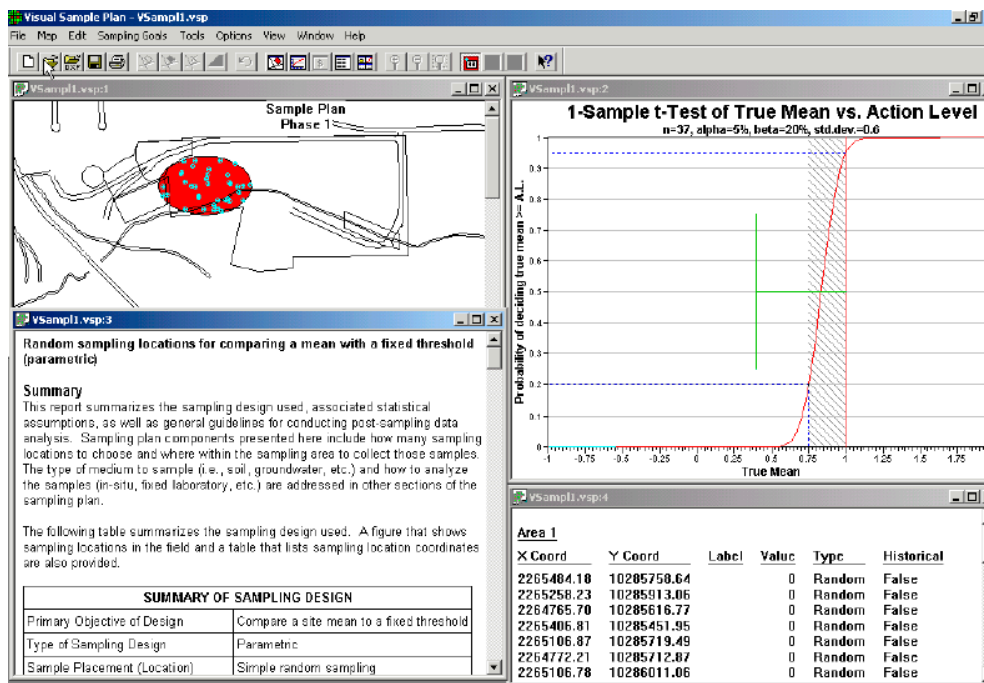 Visual Sample Plan - VSampl1.vsp
File Map Edit Sampling Goals Tools Options View Window Help
VSampl1.vsp:1
Sample Plan
Phase 1
VSampl1.vsp:2
1-Sample t-Test of True Mean vs. Action Level
n=37, alpha=5%, beta=20%, std.dev.=0.6
Probability of deciding true mean >= A.L.
1
0.9
0.8
0.7
0.6
0.5
0.4
0.3
0.2
0.1
0
-1 -0.75 -0.5 -0.25 0 0.25 0.5 0.75 1 1.25 1.5 1.75
True Mean
VSampl1.vsp:3
Random sampling locations for comparing a mean with a fixed threshold
(parametric)
Summary
This report summarizes the sampling design used, associated statistical
assumptions, as well as general guidelines for conducting post-sampling data
analysis. Sampling plan components presented here include how many sampling
locations to choose and where within the sampling area to collect those samples.
The type of medium to sample (i.e., soil, groundwater, etc.) and how to analyze
the samples (in-situ, fixed laboratory, etc.) are addressed in other sections of the
sampling plan.
The following table summarizes the sampling design used. A figure that shows
sampling locations in the field and a table that lists sampling location coordinates
are also provided.
SUMMARY OF SAMPLING DESIGN
Primary Objective of Design Compare a site mean to a fixed threshold
Type of Sampling Design Parametric
Sample Placement (Location) Simple random sampling
VSampl1.vsp:4
Area 1
X Coord Y Coord Label Value Type Historical
2265484.18 10285758.64 0 Random False
2265258.23 10285913.06 0 Random False
2264765.70 10285616.77 0 Random False
2265406.81 10285451.95 0 Random False
2265106.87 10285719.49 0 Random False
2264772.21 10285712.87 0 Random False
2265106.78 10286011.06 0 Random False